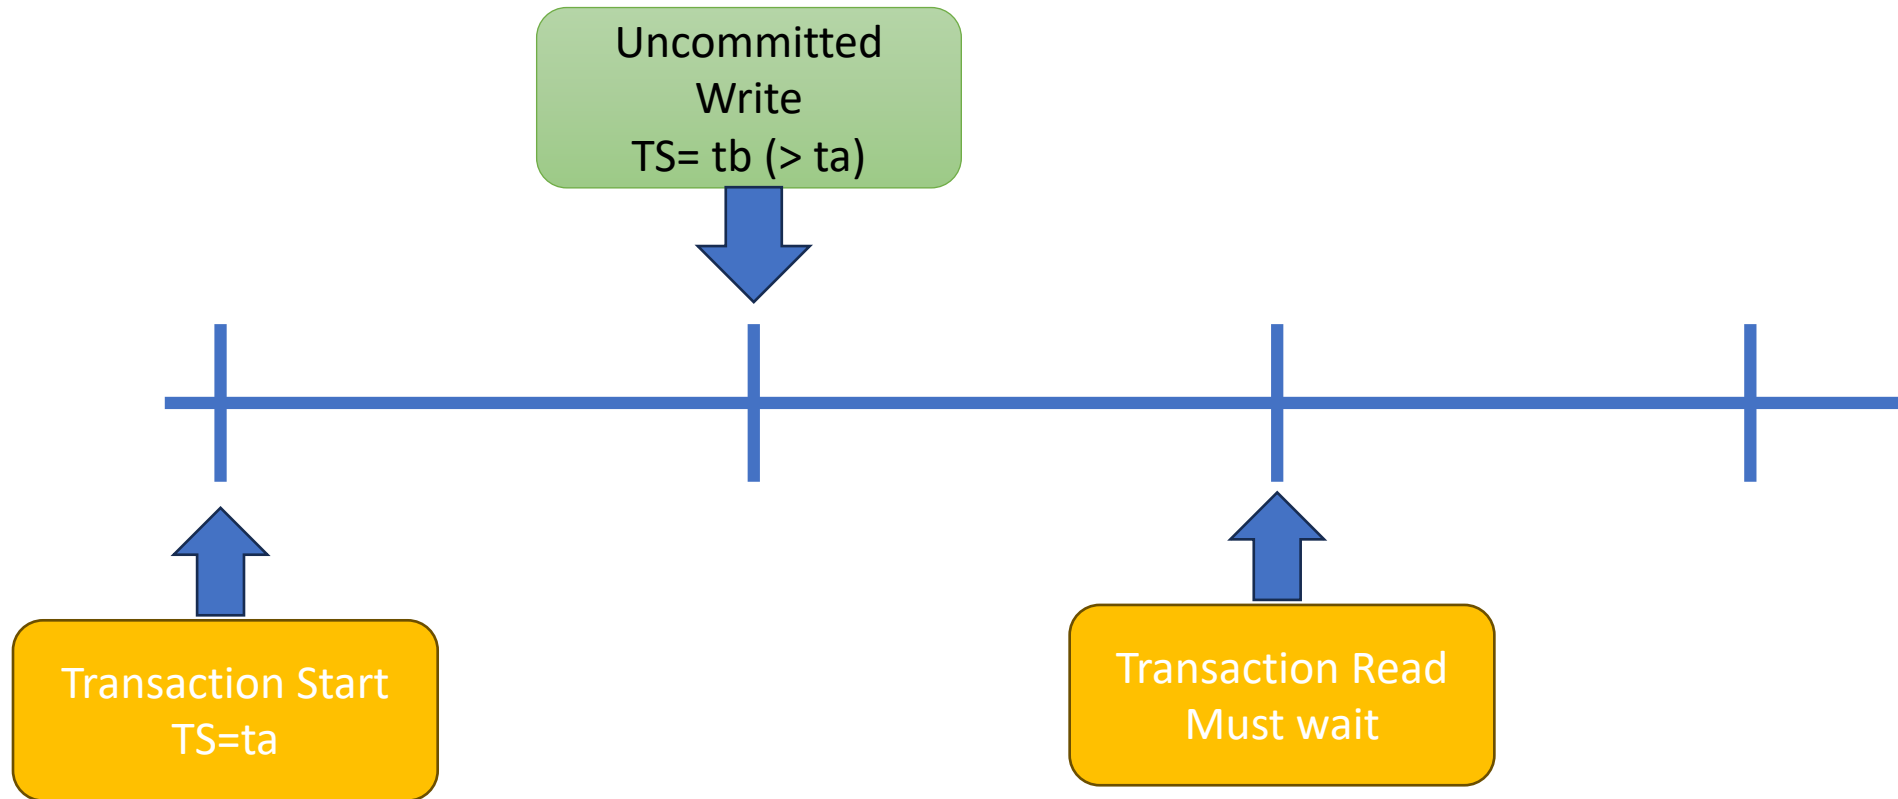 Uncommitted
Write
TS= tb (> ta)
Transaction Start
TS=ta
Transaction Read
Must wait